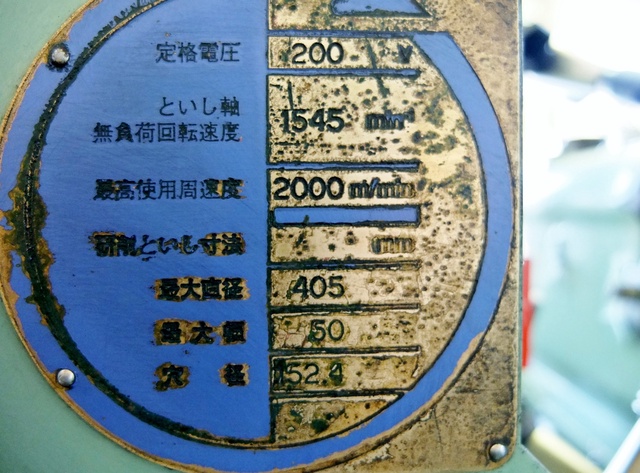 定格電圧 200 V
といし軸
無負荷回転速度 1545 min⁻¹
最高使用周速度 2000 m/min
研削といし寸法 mm
最大直径 405
最大幅 50
穴径 152.4